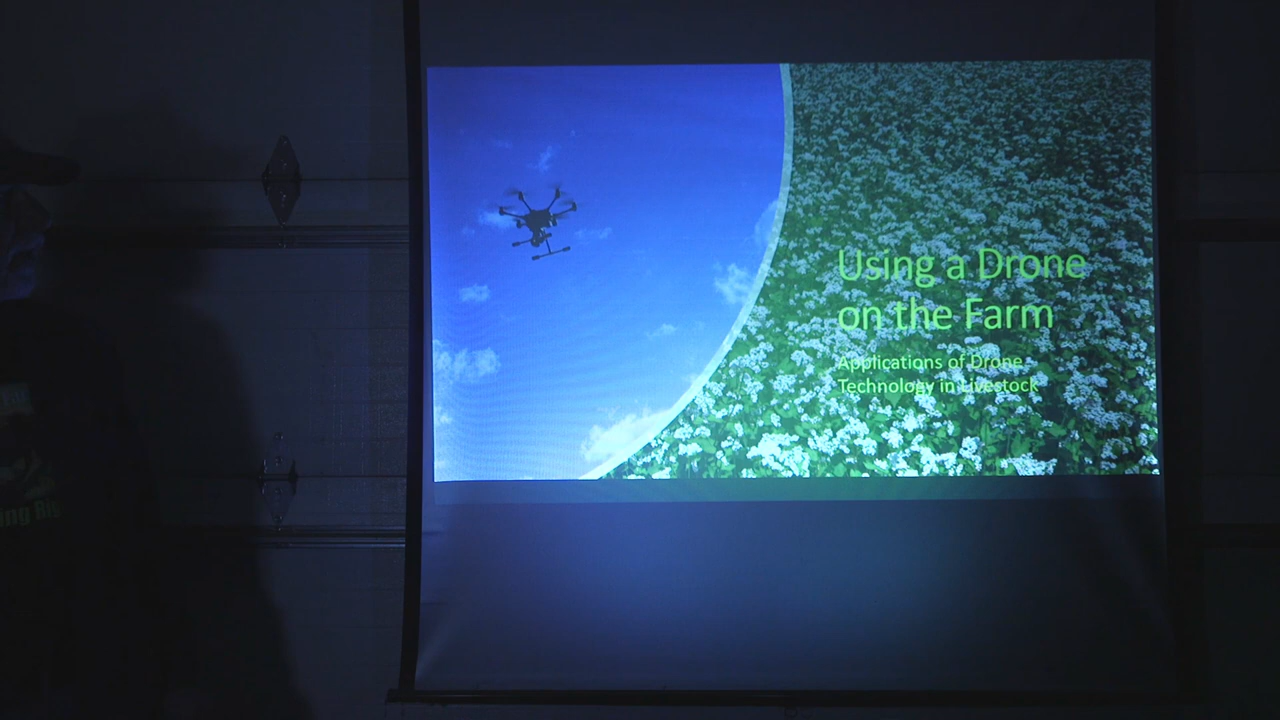 Using a Drone
on the Farm
Applications of Drone
Technology in Livestock